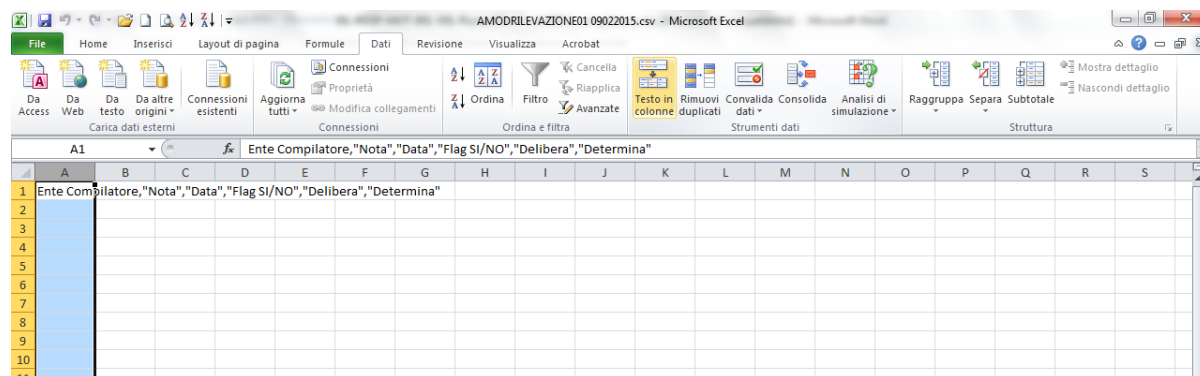 AMODRILEVAZIONE01 09022015.csv - Microsoft Excel
File Home Inserisci Layout di pagina Formule Dati Revisione Visualizza Acrobat
Da Access
Da Web
Da testo
Da altre origini
Connessioni esistenti
Carica dati esterni
Aggiorna tutti
Connessioni
Proprietà
Modifica collegamenti
Connessioni
Ordina
Filtro
Cancella
Riapplica
Avanzate
Ordina e filtra
Testo in colonne
Rimuovi duplicati
Convalida dati
Consolida
Analisi di simulazione
Strumenti dati
Raggruppa
Separa
Subtotale
Mostra dettaglio
Nascondi dettaglio
Struttura
A1 fx Ente Compilatore,"Nota","Data","Flag SI/NO","Delibera","Determina"
A B C D E F G H I J K L M N O P Q R S
1 Ente Compilatore,"Nota","Data","Flag SI/NO","Delibera","Determina"
2
3
4
5
6
7
8
9
10